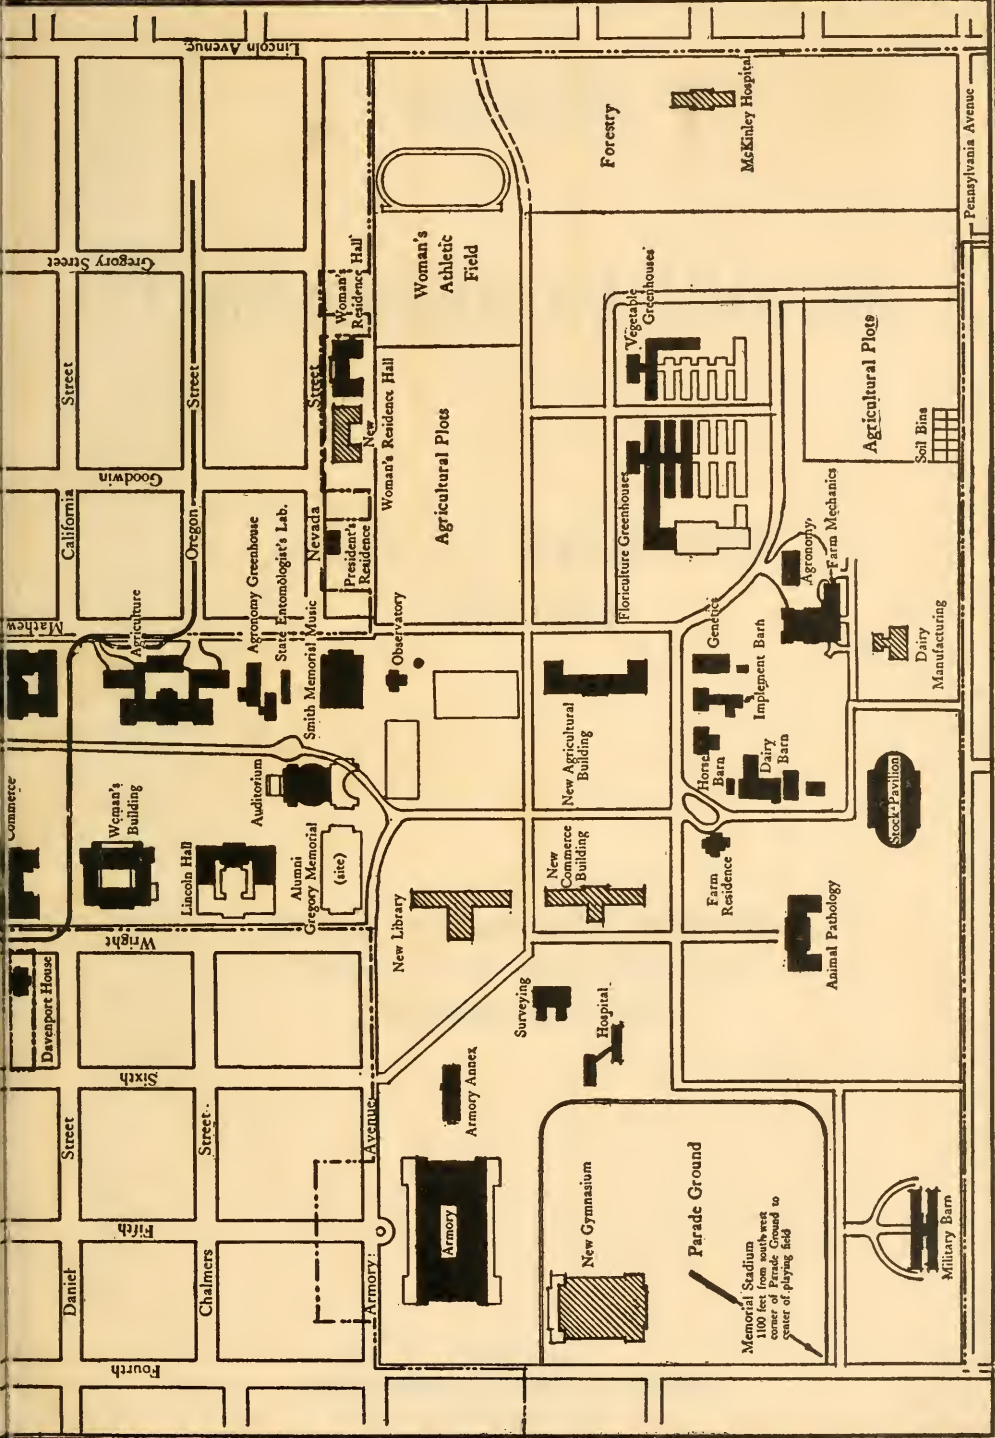 Lincoln Avenue
Pennsylvania Avenue
Forestry
McKinley Hospital
Gregory Street
Woman's
Residence Hall
Woman's
Athletic
Field
Vegetable
Greenhouses
Agricultural Plots
Soil Bins
Street
Street
Street
New
Woman's Residence Hall
Agricultural Plots
Floriculture Greenhouses
Goodwin
California
Oregon
Nevada
President's
Residence
Agronomy
Farm Mechanics
Dairy
Manufacturing
Mathew
Agriculture
Agronomy Greenhouse
State Entomologist's Lab.
Smith Memorial Music
Observatory
New Agricultural
Building
Genetics
Implement Barn
Horse
Barn
Dairy
Barn
Stock Pavilion
Commerce
Woman's
Building
Auditorium
Lincoln Hall
Alumni
Gregory Memorial
(site)
New Library
New
Commerce
Building
Farm
Residence
Animal Pathology
Wright
Davenport House
Surveying
Hospital
Sixth
Street
Street
Avenue
Armory Annex
Armory
New Gymnasium
Parade Ground
Memorial Stadium
1100 feet from south west
corner of Parade Ground to
center of playing field
Military Barn
Fifth
Daniel
Chalmers
Armory
Fourth